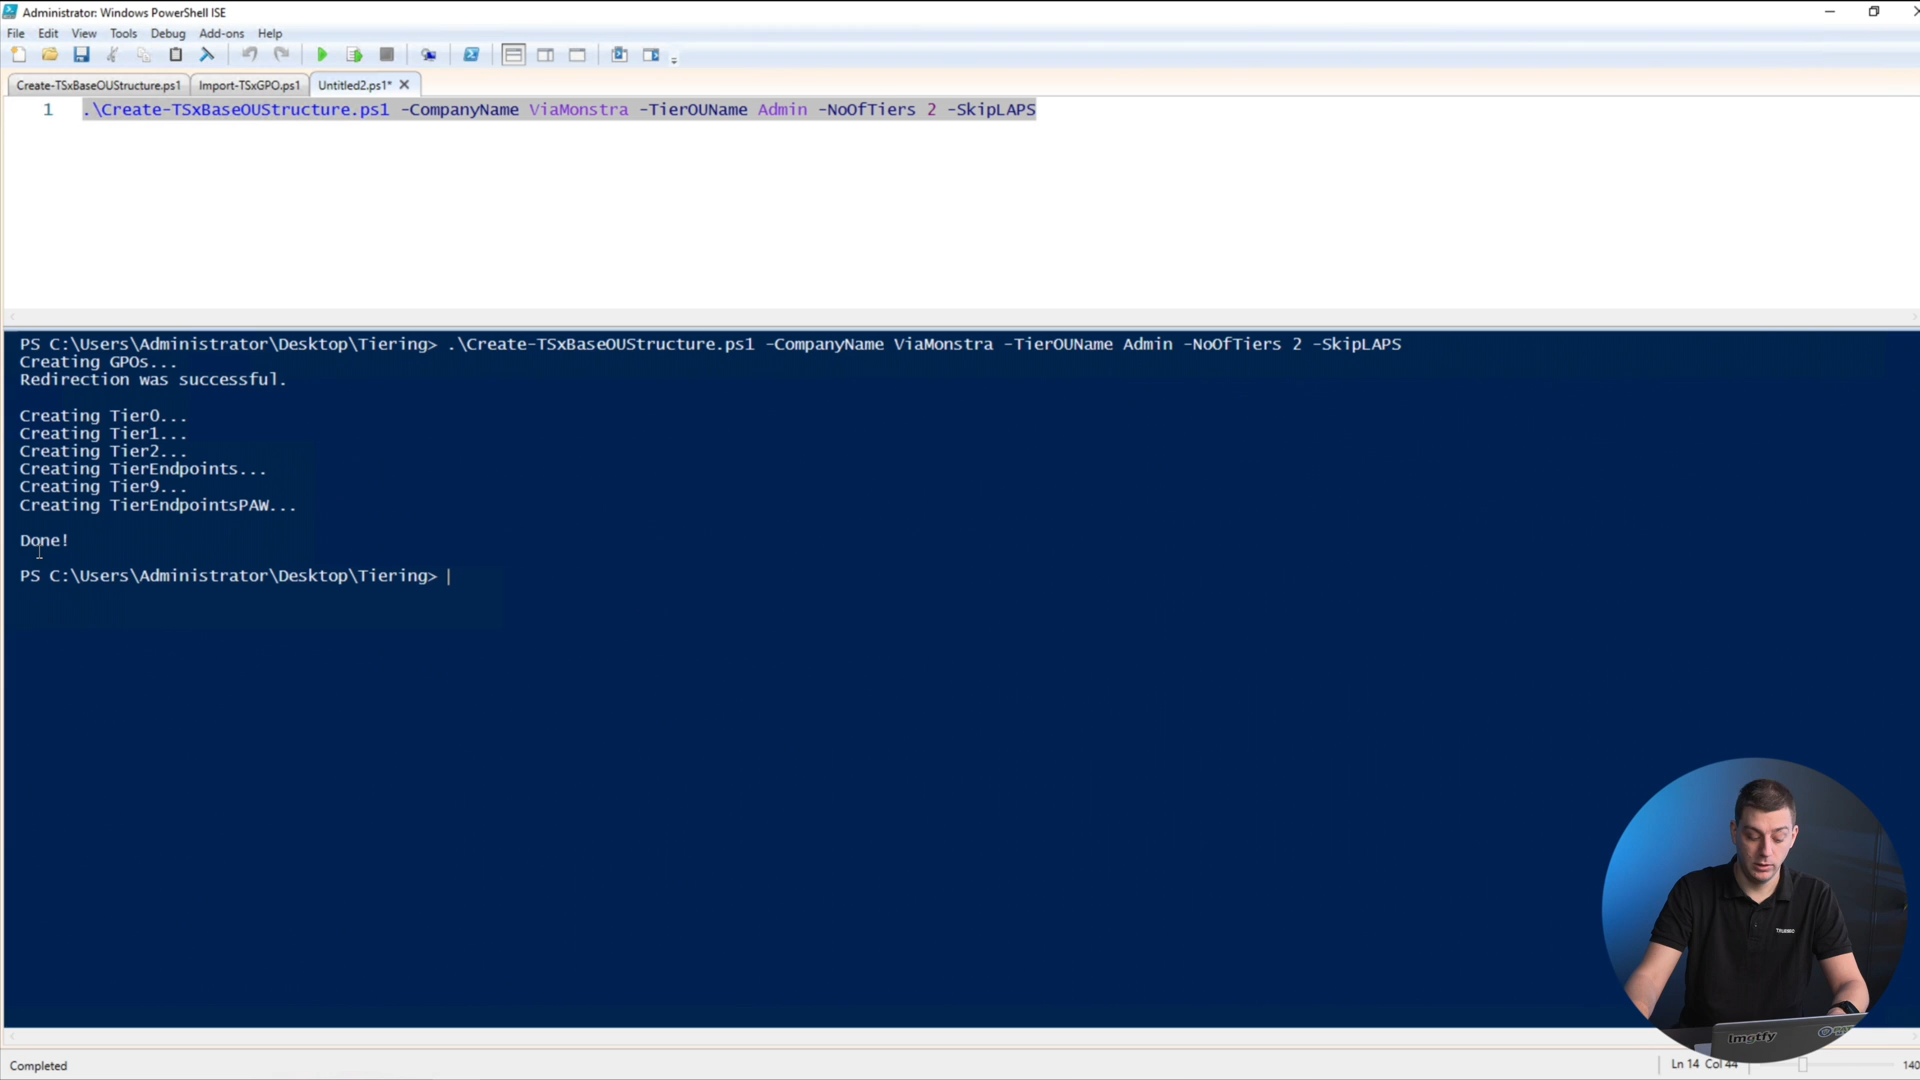 Administrator: Windows PowerShell ISE
File Edit View Tools Debug Add-ons Help
Create-TSxBaseOUStructure.ps1 Import-TSxGPO.ps1 Untitled2.ps1*
1 .\Create-TSxBaseOUStructure.ps1 -CompanyName ViaMonstra -TierOUName Admin -NoOfTiers 2 -SkipLAPS
PS C:\Users\Administrator\Desktop\Tiering> .\Create-TSxBaseOUStructure.ps1 -CompanyName ViaMonstra -TierOUName Admin -NoOfTiers 2 -SkipLAPS
Creating GPOs...
Redirection was successful.
Creating Tier0...
Creating Tier1...
Creating Tier2...
Creating TierEndpoints...
Creating Tier9...
Creating TierEndpointsPAW...
Done!
PS C:\Users\Administrator\Desktop\Tiering>
Truesec
lmgtfy
Completed
Ln 14 Col 44
140